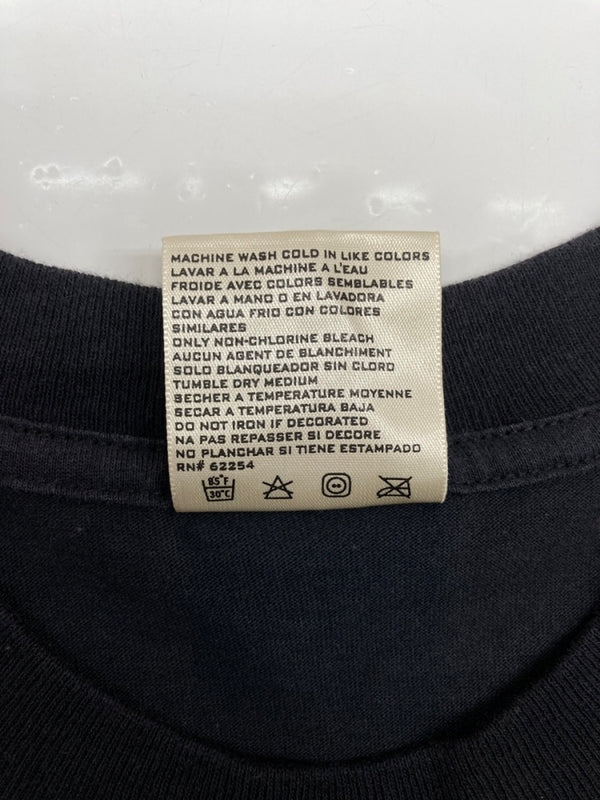 MACHINE WASH COLD IN LIKE COLORS
LAVAR A LA MACHINE A L'EAU
FROIDE AVEC COLORS SEMBLABLES
LAVAR A MANO O EN LAVADORA
CON AGUA FRIO CON COLORES
SIMILARES
ONLY NON-CHLORINE BLEACH
AUCUN AGENT DE BLANCHIMENT
SOLO BLANQUEADOR SIN CLORO
TUMBLE DRY MEDIUM
SECHER A TEMPERATURE MOYENNE
SECAR A TEMPERATURA BAJA
DO NOT IRON IF DECORATED
NA PAS REPASSER SI DECORE
NO PLANCHAR SI TIENE ESTAMPADO
RN# 62254
85°F
30°C